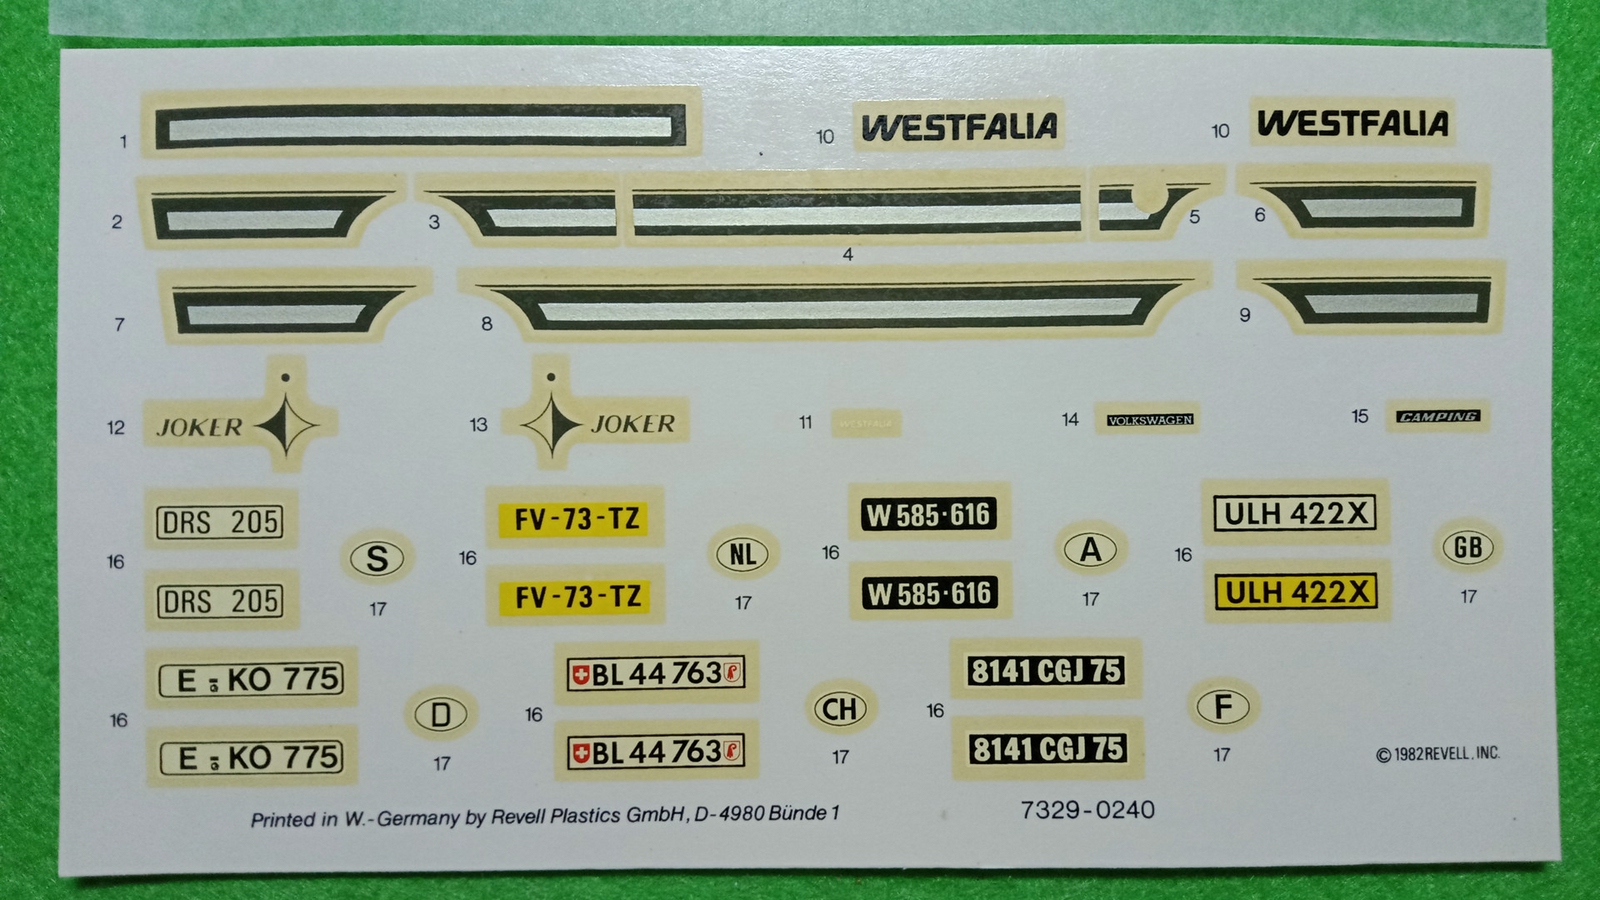 1
10 WESTFALIA
10 WESTFALIA
2
3
4
5
6
7
8
9
12 JOKER
13 JOKER
11 WESTFALIA
14 VOLKSWAGEN
15 CAMPING
DRS 205
FV-73-TZ
W 585·616
ULH 422X
16
S
16
NL
16
A
16
GB
DRS 205
17
FV-73-TZ
17
W 585·616
17
ULH 422X
17
E KO 775
BL 44 763
8141 CGJ 75
16
D
16
CH
16
F
E KO 775
17
BL 44 763
17
8141 CGJ 75
17
© 1982 REVELL, INC.
Printed in W.-Germany by Revell Plastics GmbH, D-4980 Bünde 1
7329-0240